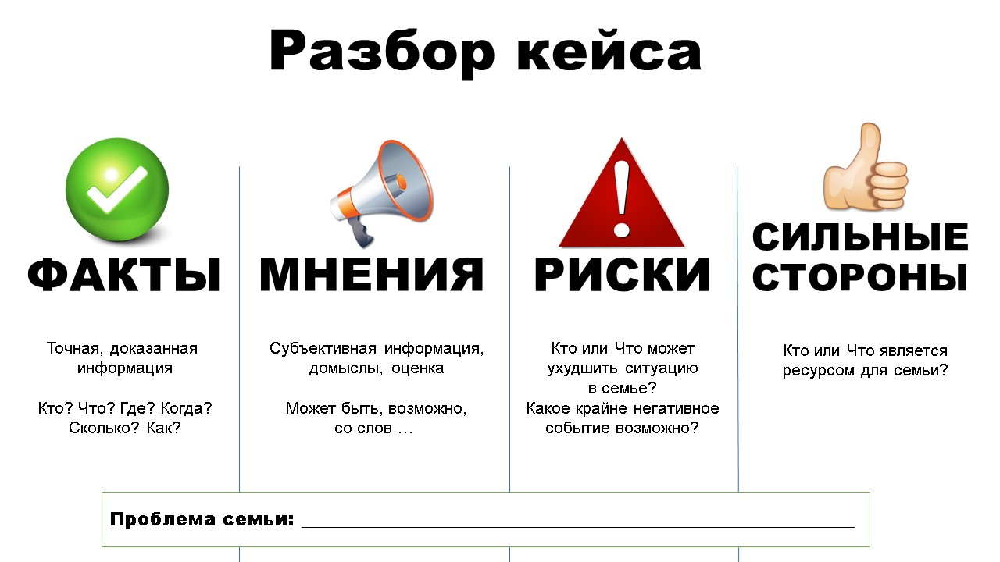 Разбор кейса
ФАКТЫ
Точная, доказанная
информация
Кто? Что? Где? Когда?
Сколько? Как?
МНЕНИЯ
Субъективная информация,
домыслы, оценка
Может быть, возможно,
со слов …
РИСКИ
Кто или Что может
ухудшить ситуацию
в семье?
Какое крайне негативное
событие возможно?
СИЛЬНЫЕ
СТОРОНЫ
Кто или Что является
ресурсом для семьи?
Проблема семьи: ______________________________________________